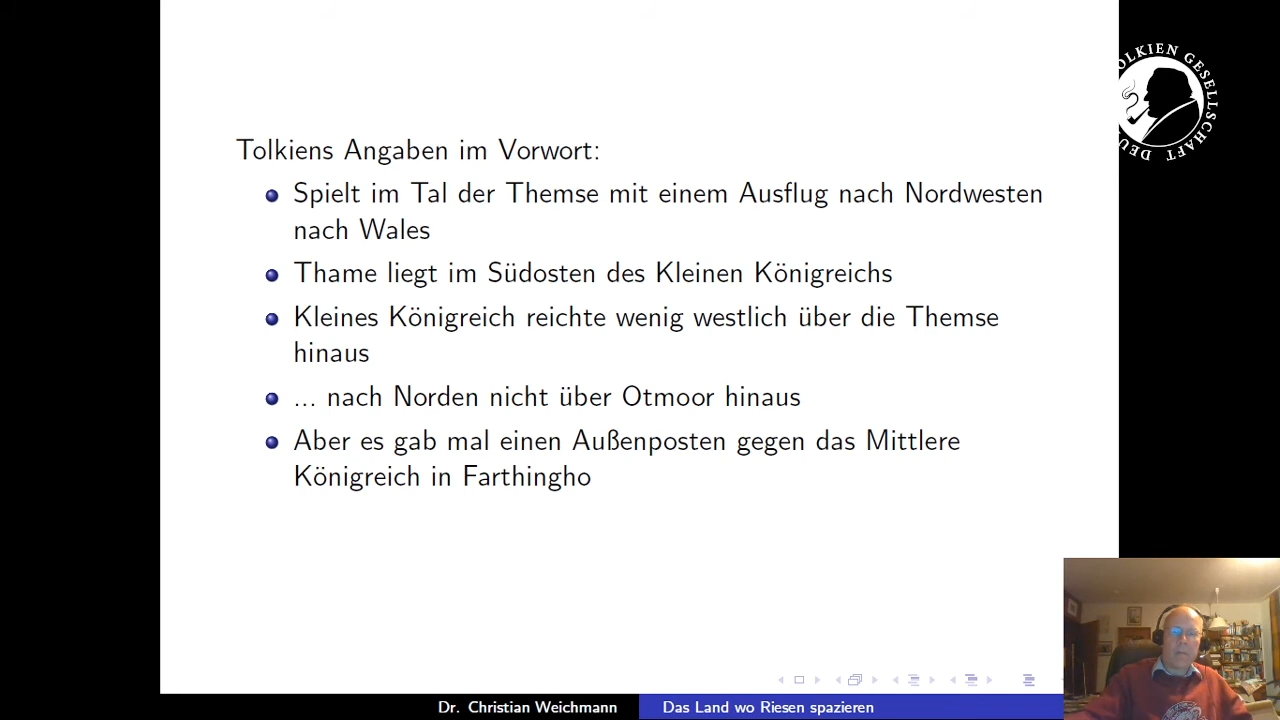 Tolkiens Angaben im Vorwort:
Spielt im Tal der Themse mit einem Ausflug nach Nordwesten
nach Wales
Thame liegt im Südosten des Kleinen Königreichs
Kleines Königreich reichte wenig westlich über die Themse
hinaus
... nach Norden nicht über Otmoor hinaus
Aber es gab mal einen Außenposten gegen das Mittlere
Königreich in Farthingho
OLKIEN GESELLSCHAFT DEU
Dr. Christian Weichmann
Das Land wo Riesen spazieren